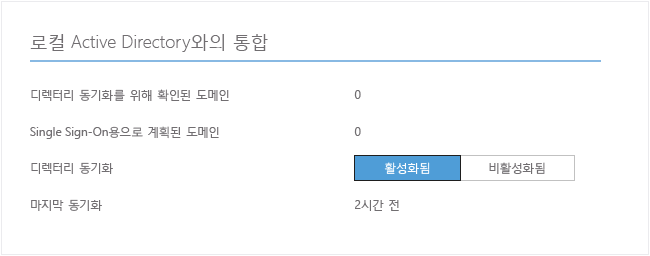 로컬 Active Directory와의 통합
디렉터리 동기화를 위해 확인된 도메인 0
Single Sign-On용으로 계획된 도메인 0
디렉터리 동기화 활성화됨 비활성화됨
마지막 동기화 2시간 전